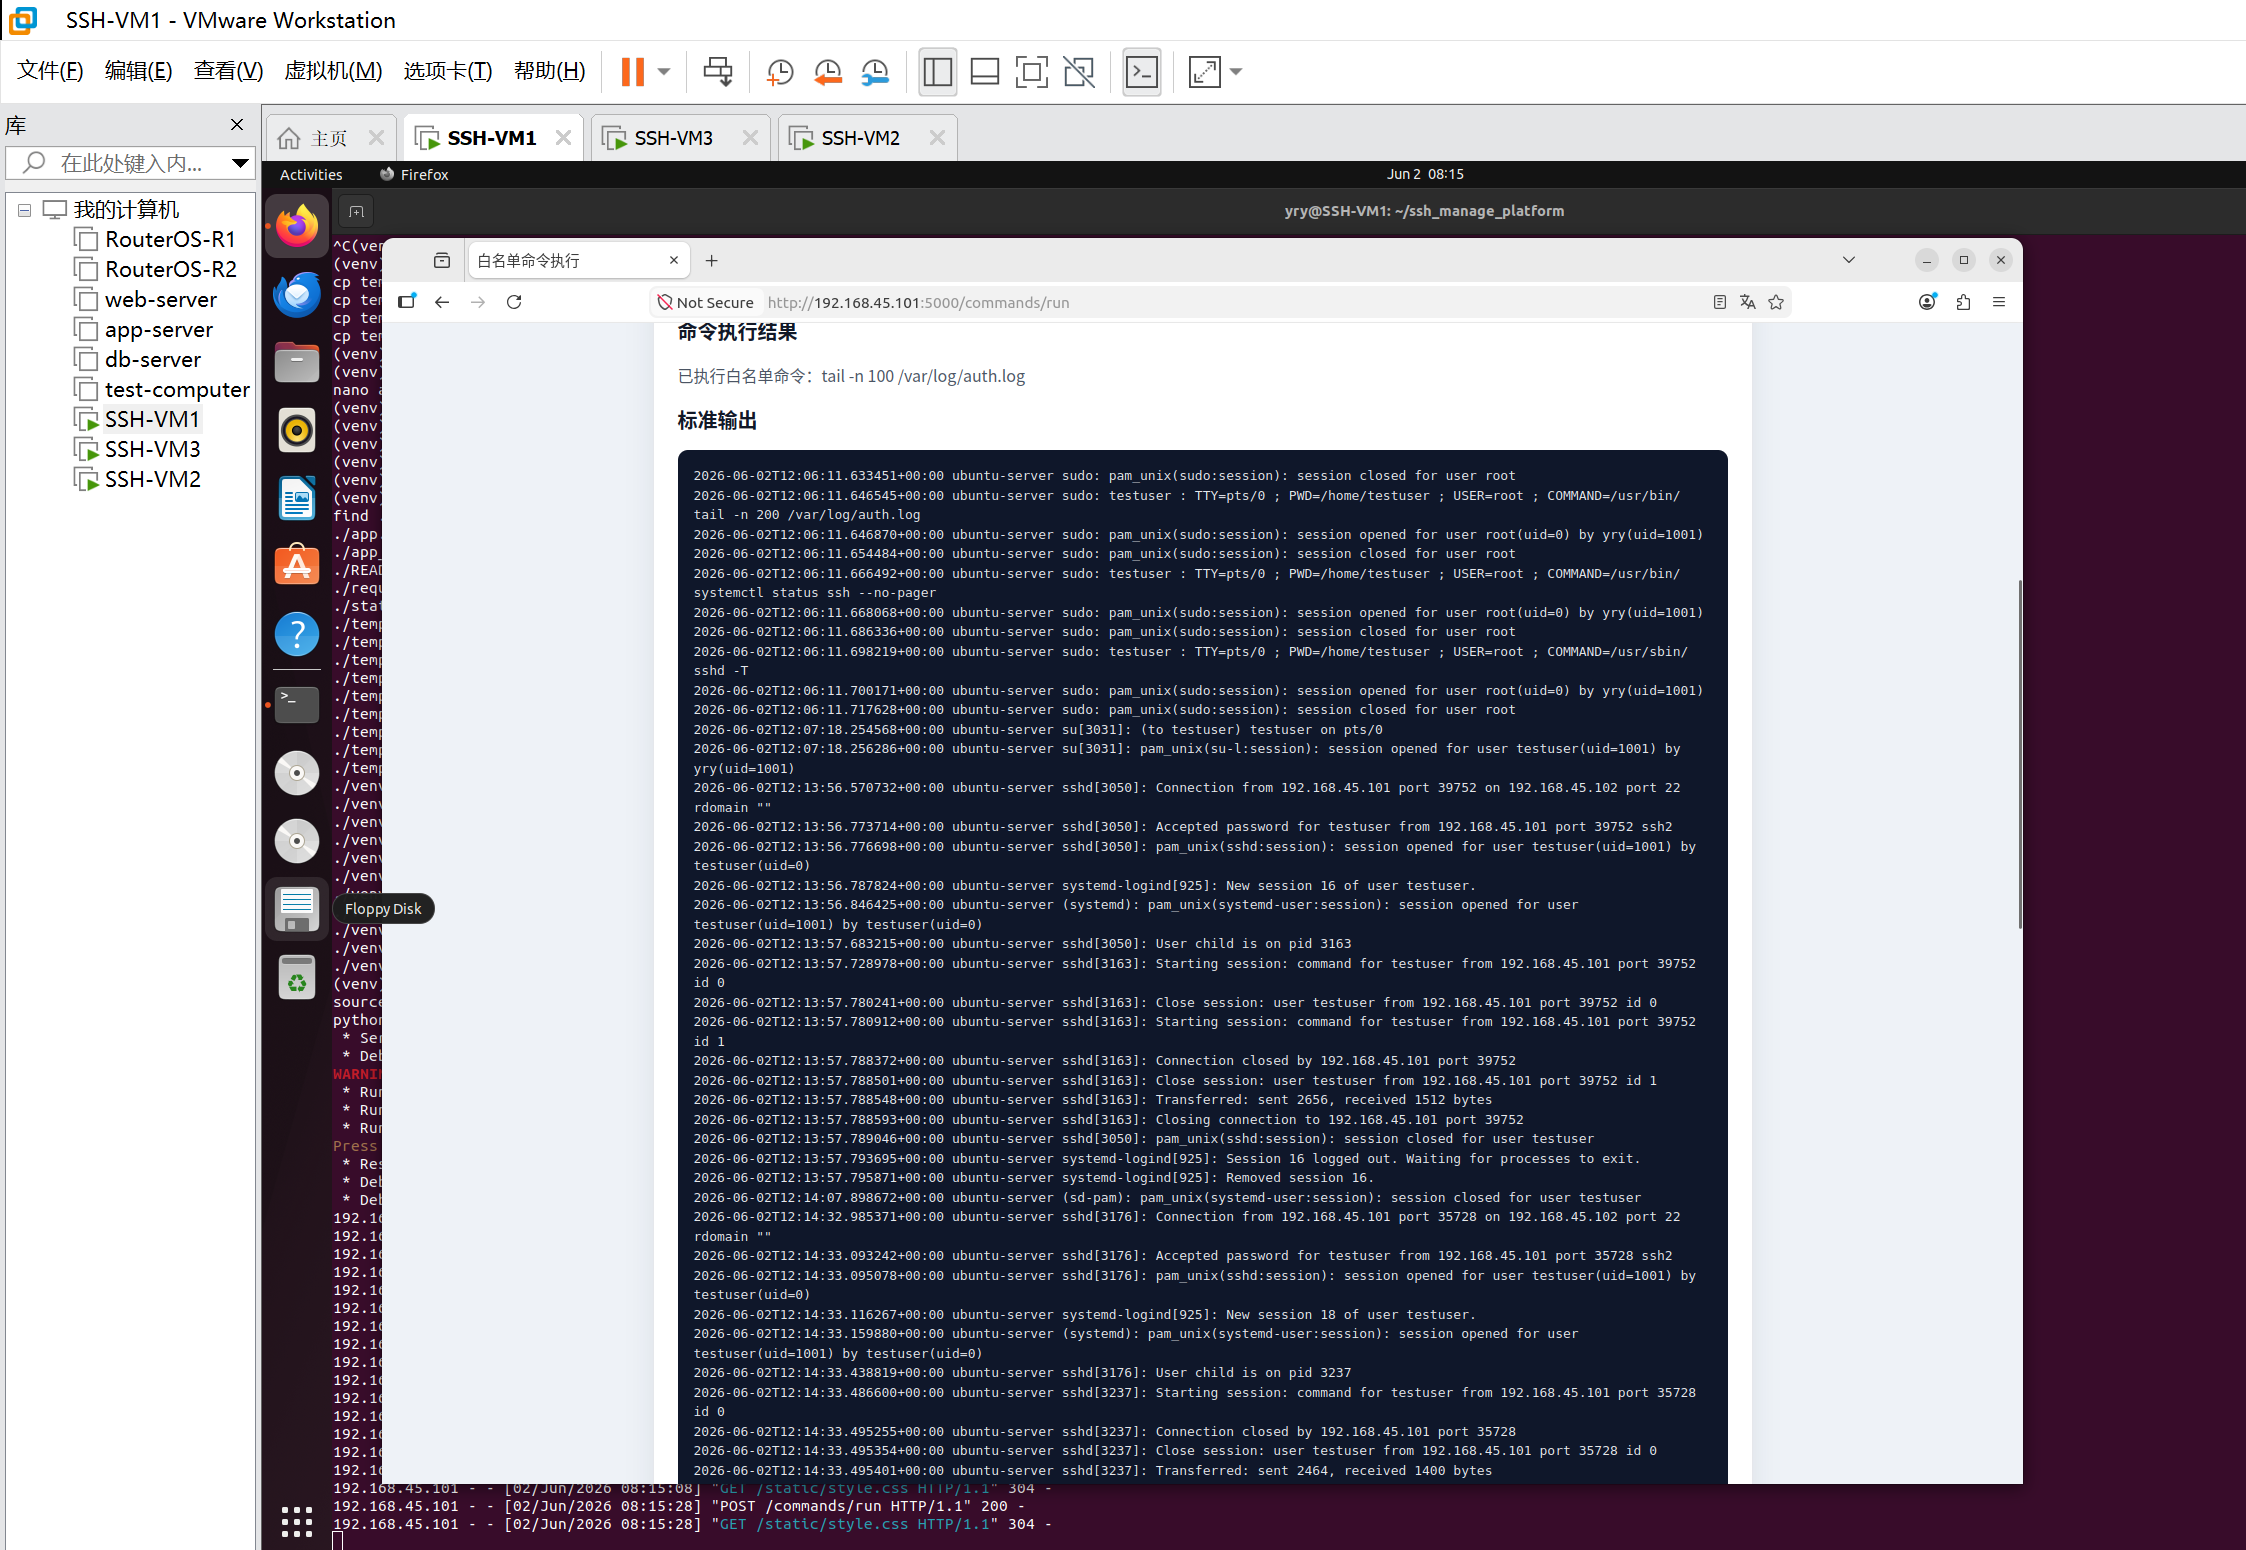 SSH-VM1 - VMware Workstation
文件(F) 编辑(E) 查看(V) 虚拟机(M) 选项卡(T) 帮助(H)
库
在此处键入内...
我的计算机
RouterOS-R1
RouterOS-R2
web-server
app-server
db-server
test-computer
SSH-VM1
SSH-VM3
SSH-VM2
主页 SSH-VM1 SSH-VM3 SSH-VM2
Activities Firefox Jun 2 08:15
yry@SSH-VM1: ~/ssh_manage_platform
白名单命令执行
Not Secure http://192.168.45.101:5000/commands/run
命令执行结果
已执行白名单命令：tail -n 100 /var/log/auth.log
标准输出
2026-06-02T12:06:11.633451+00:00 ubuntu-server sudo: pam_unix(sudo:session): session closed for user root
2026-06-02T12:06:11.646545+00:00 ubuntu-server sudo: testuser : TTY=pts/0 ; PWD=/home/testuser ; USER=root ; COMMAND=/usr/bin/
tail -n 200 /var/log/auth.log
2026-06-02T12:06:11.646870+00:00 ubuntu-server sudo: pam_unix(sudo:session): session opened for user root(uid=0) by yry(uid=1001)
2026-06-02T12:06:11.654484+00:00 ubuntu-server sudo: pam_unix(sudo:session): session closed for user root
2026-06-02T12:06:11.666492+00:00 ubuntu-server sudo: testuser : TTY=pts/0 ; PWD=/home/testuser ; USER=root ; COMMAND=/usr/bin/
systemctl status ssh --no-pager
2026-06-02T12:06:11.668068+00:00 ubuntu-server sudo: pam_unix(sudo:session): session opened for user root(uid=0) by yry(uid=1001)
2026-06-02T12:06:11.686336+00:00 ubuntu-server sudo: pam_unix(sudo:session): session closed for user root
2026-06-02T12:06:11.698219+00:00 ubuntu-server sudo: testuser : TTY=pts/0 ; PWD=/home/testuser ; USER=root ; COMMAND=/usr/sbin/
sshd -T
2026-06-02T12:06:11.700171+00:00 ubuntu-server sudo: pam_unix(sudo:session): session opened for user root(uid=0) by yry(uid=1001)
2026-06-02T12:06:11.717628+00:00 ubuntu-server sudo: pam_unix(sudo:session): session closed for user root
2026-06-02T12:07:18.254568+00:00 ubuntu-server su[3031]: (to testuser) testuser on pts/0
2026-06-02T12:07:18.256286+00:00 ubuntu-server su[3031]: pam_unix(su-l:session): session opened for user testuser(uid=1001) by
yry(uid=1001)
2026-06-02T12:13:56.570732+00:00 ubuntu-server sshd[3050]: Connection from 192.168.45.101 port 39752 on 192.168.45.102 port 22
rdomain ""
2026-06-02T12:13:56.773714+00:00 ubuntu-server sshd[3050]: Accepted password for testuser from 192.168.45.101 port 39752 ssh2
2026-06-02T12:13:56.776698+00:00 ubuntu-server sshd[3050]: pam_unix(sshd:session): session opened for user testuser(uid=1001) by
testuser(uid=0)
2026-06-02T12:13:56.787824+00:00 ubuntu-server systemd-logind[925]: New session 16 of user testuser.
2026-06-02T12:13:56.846425+00:00 ubuntu-server (systemd): pam_unix(systemd-user:session): session opened for user
testuser(uid=1001) by testuser(uid=0)
2026-06-02T12:13:57.683215+00:00 ubuntu-server sshd[3050]: User child is on pid 3163
2026-06-02T12:13:57.728978+00:00 ubuntu-server sshd[3163]: Starting session: command for testuser from 192.168.45.101 port 39752
id 0
2026-06-02T12:13:57.780241+00:00 ubuntu-server sshd[3163]: Close session: user testuser from 192.168.45.101 port 39752 id 0
2026-06-02T12:13:57.780912+00:00 ubuntu-server sshd[3163]: Starting session: command for testuser from 192.168.45.101 port 39752
id 1
2026-06-02T12:13:57.788372+00:00 ubuntu-server sshd[3163]: Connection closed by 192.168.45.101 port 39752
2026-06-02T12:13:57.788501+00:00 ubuntu-server sshd[3163]: Close session: user testuser from 192.168.45.101 port 39752 id 1
2026-06-02T12:13:57.788548+00:00 ubuntu-server sshd[3163]: Transferred: sent 2656, received 1512 bytes
2026-06-02T12:13:57.788593+00:00 ubuntu-server sshd[3163]: Closing connection to 192.168.45.101 port 39752
2026-06-02T12:13:57.789046+00:00 ubuntu-server sshd[3050]: pam_unix(sshd:session): session closed for user testuser
2026-06-02T12:13:57.793695+00:00 ubuntu-server systemd-logind[925]: Session 16 logged out. Waiting for processes to exit.
2026-06-02T12:13:57.795871+00:00 ubuntu-server systemd-logind[925]: Removed session 16.
2026-06-02T12:14:07.898672+00:00 ubuntu-server (sd-pam): pam_unix(systemd-user:session): session closed for user testuser
2026-06-02T12:14:32.985371+00:00 ubuntu-server sshd[3176]: Connection from 192.168.45.101 port 35728 on 192.168.45.102 port 22
rdomain ""
2026-06-02T12:14:33.093242+00:00 ubuntu-server sshd[3176]: Accepted password for testuser from 192.168.45.101 port 35728 ssh2
2026-06-02T12:14:33.095078+00:00 ubuntu-server sshd[3176]: pam_unix(sshd:session): session opened for user testuser(uid=1001) by
testuser(uid=0)
2026-06-02T12:14:33.116267+00:00 ubuntu-server systemd-logind[925]: New session 18 of user testuser.
2026-06-02T12:14:33.159880+00:00 ubuntu-server (systemd): pam_unix(systemd-user:session): session opened for user
testuser(uid=1001) by testuser(uid=0)
2026-06-02T12:14:33.438819+00:00 ubuntu-server sshd[3176]: User child is on pid 3237
2026-06-02T12:14:33.486600+00:00 ubuntu-server sshd[3237]: Starting session: command for testuser from 192.168.45.101 port 35728
id 0
2026-06-02T12:14:33.495255+00:00 ubuntu-server sshd[3237]: Connection closed by 192.168.45.101 port 35728
2026-06-02T12:14:33.495354+00:00 ubuntu-server sshd[3237]: Close session: user testuser from 192.168.45.101 port 35728 id 0
2026-06-02T12:14:33.495401+00:00 ubuntu-server sshd[3237]: Transferred: sent 2464, received 1400 bytes
Floppy Disk
192.168.45.101 - - [02/Jun/2026 08:15:08] "GET /static/style.css HTTP/1.1" 304 -
192.168.45.101 - - [02/Jun/2026 08:15:28] "POST /commands/run HTTP/1.1" 200 -
192.168.45.101 - - [02/Jun/2026 08:15:28] "GET /static/style.css HTTP/1.1" 304 -